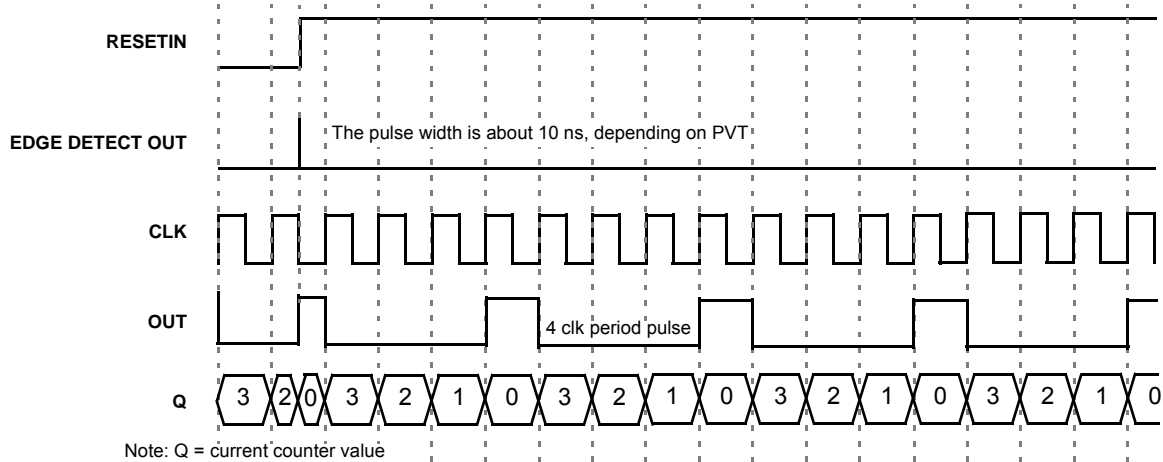 RESETIN
EDGE DETECT OUT
The pulse width is about 10 ns, depending on PVT
CLK
OUT
4 clk period pulse
Q
3 2 0 3 2 1 0 3 2 1 0 3 2 1 0 3 2 1 0
Note: Q = current counter value